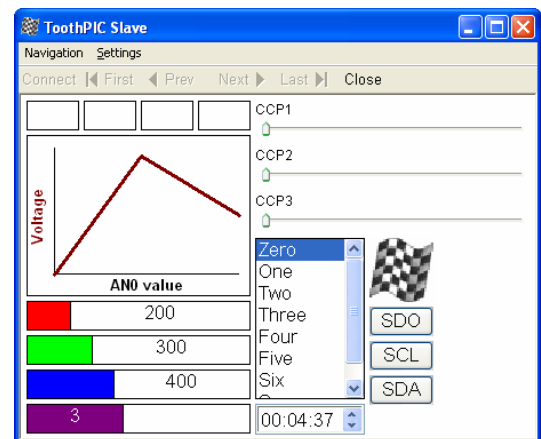 ToothPIC Slave
Navigation Settings
Connect First Prev Next Last Close
CCP1
CCP2
CCP3
Voltage
AN0 value
200
300
400
3
Zero
One
Two
Three
Four
Five
Six
00:04:37
SDO
SCL
SDA